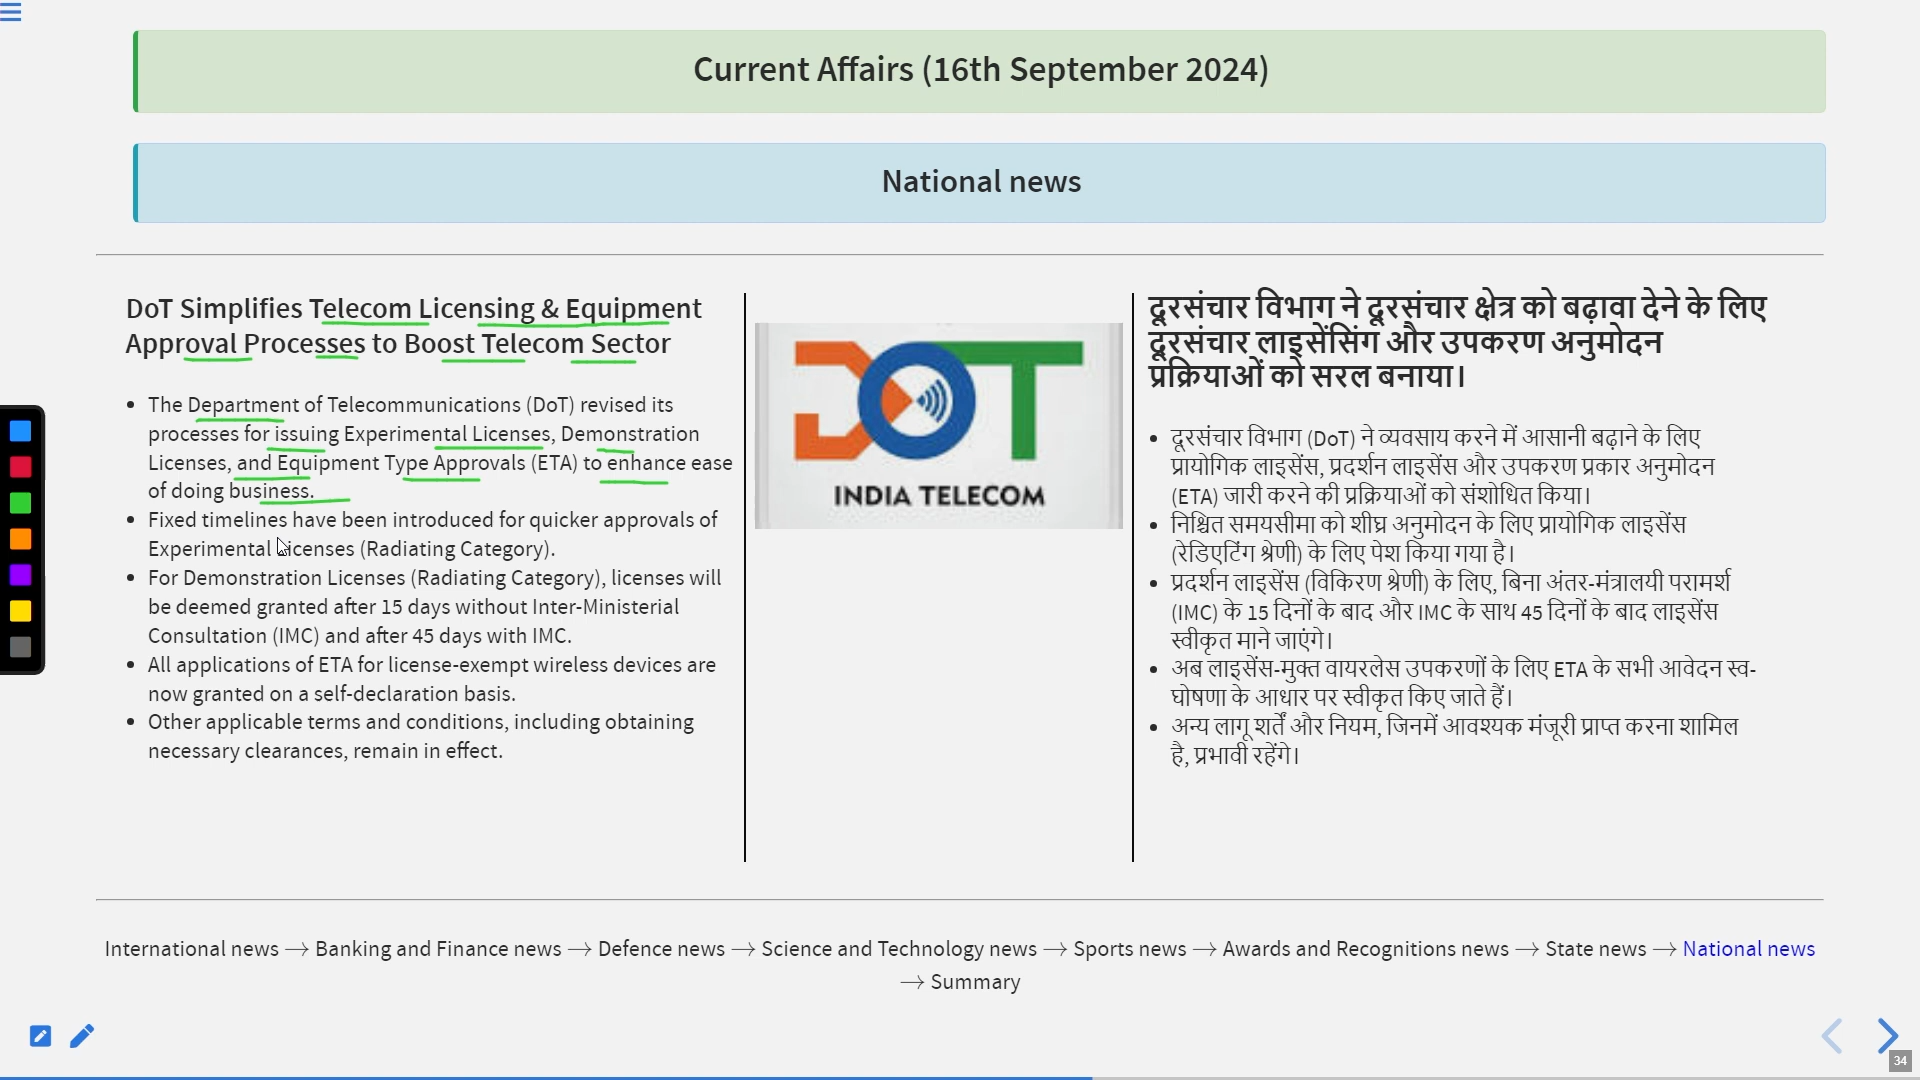 Current Affairs (16th September 2024)
National news
DoT Simplifies Telecom Licensing & Equipment
Approval Processes to Boost Telecom Sector
• The Department of Telecommunications (DoT) revised its
processes for issuing Experimental Licenses, Demonstration
Licenses, and Equipment Type Approvals (ETA) to enhance ease
of doing business.
• Fixed timelines have been introduced for quicker approvals of
Experimental Licenses (Radiating Category).
• For Demonstration Licenses (Radiating Category), licenses will
be deemed granted after 15 days without Inter-Ministerial
Consultation (IMC) and after 45 days with IMC.
• All applications of ETA for license-exempt wireless devices are
now granted on a self-declaration basis.
• Other applicable terms and conditions, including obtaining
necessary clearances, remain in effect.
DOT
INDIA TELECOM
दूरसंचार विभाग ने दूरसंचार क्षेत्र को बढ़ावा देने के लिए
दूरसंचार लाइसेंसिंग और उपकरण अनुमोदन
प्रक्रियाओं को सरल बनाया।
• दूरसंचार विभाग (DoT) ने व्यवसाय करने में आसानी बढ़ाने के लिए
प्रायोगिक लाइसेंस, प्रदर्शन लाइसेंस और उपकरण प्रकार अनुमोदन
(ETA) जारी करने की प्रक्रियाओं को संशोधित किया।
• निश्चित समयसीमा को शीघ्र अनुमोदन के लिए प्रायोगिक लाइसेंस
(रेडिएटिंग श्रेणी) के लिए पेश किया गया है।
• प्रदर्शन लाइसेंस (विकिरण श्रेणी) के लिए, बिना अंतर-मंत्रालयी परामर्श
(IMC) के 15 दिनों के बाद और IMC के साथ 45 दिनों के बाद लाइसेंस
स्वीकृत माने जाएंगे।
• अब लाइसेंस-मुक्त वायरलेस उपकरणों के लिए ETA के सभी आवेदन स्व-
घोषणा के आधार पर स्वीकृत किए जाते हैं।
• अन्य लागू शर्तें और नियम, जिनमें आवश्यक मंजूरी प्राप्त करना शामिल
है, प्रभावी रहेंगे।
International news → Banking and Finance news → Defence news → Science and Technology news → Sports news → Awards and Recognitions news → State news → National news
→ Summary
34